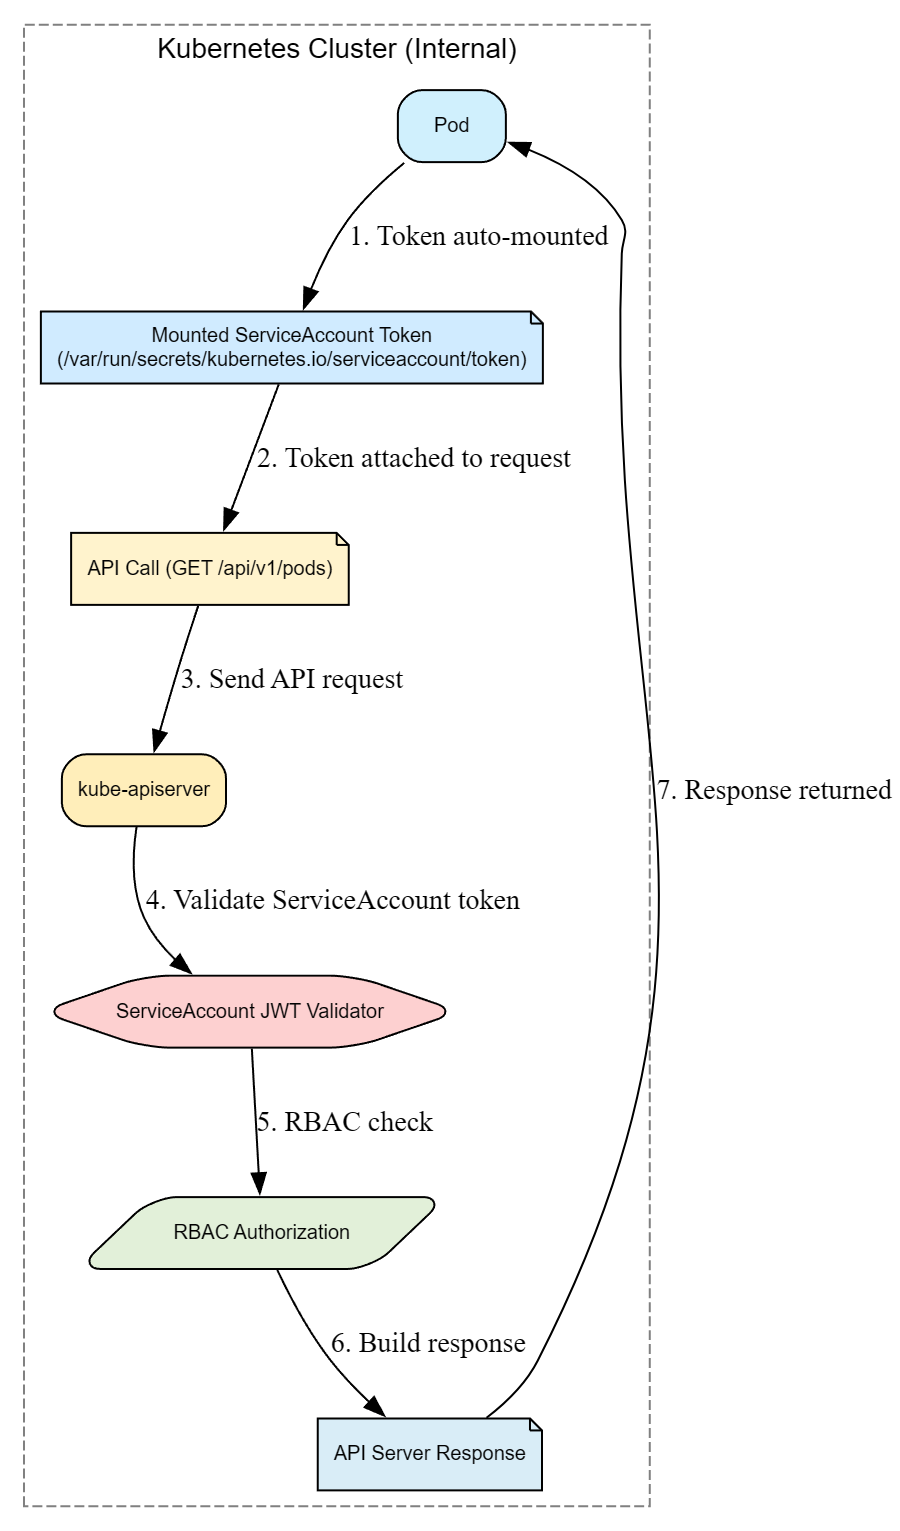 Kubernetes Cluster (Internal)
Pod
1. Token auto-mounted
Mounted ServiceAccount Token
(/var/run/secrets/kubernetes.io/serviceaccount/token)
2. Token attached to request
API Call (GET /api/v1/pods)
3. Send API request
kube-apiserver
7. Response returned
4. Validate ServiceAccount token
ServiceAccount JWT Validator
5. RBAC check
RBAC Authorization
6. Build response
API Server Response